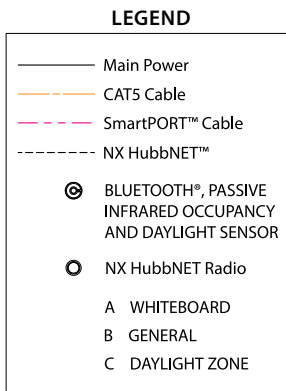 LEGEND
Main Power
CAT5 Cable
SmartPORT™ Cable
NX HubbNET™
BLUETOOTH®, PASSIVE
INFRARED OCCUPANCY
AND DAYLIGHT SENSOR
NX HubbNET Radio
A WHITEBOARD
B GENERAL
C DAYLIGHT ZONE